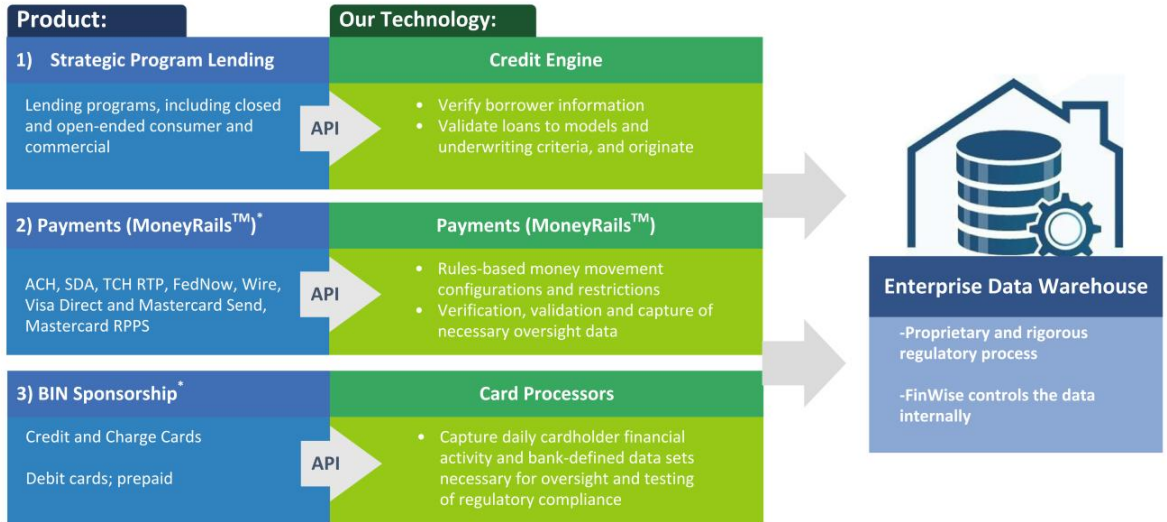 Product:
Our Technology:
1) Strategic Program Lending
Credit Engine
Lending programs, including closed
and open-ended consumer and
commercial
API
• Verify borrower information
• Validate loans to models and
underwriting criteria, and originate
2) Payments (MoneyRails™)*
Payments (MoneyRails™)
ACH, SDA, TCH RTP, FedNow, Wire,
Visa Direct and Mastercard Send,
Mastercard RPPS
API
• Rules-based money movement
configurations and restrictions
• Verification, validation and capture of
necessary oversight data
3) BIN Sponsorship*
Card Processors
Credit and Charge Cards
Debit cards; prepaid
API
• Capture daily cardholder financial
activity and bank-defined data sets
necessary for oversight and testing
of regulatory compliance
Enterprise Data Warehouse
-Proprietary and rigorous
regulatory process
-FinWise controls the data
internally